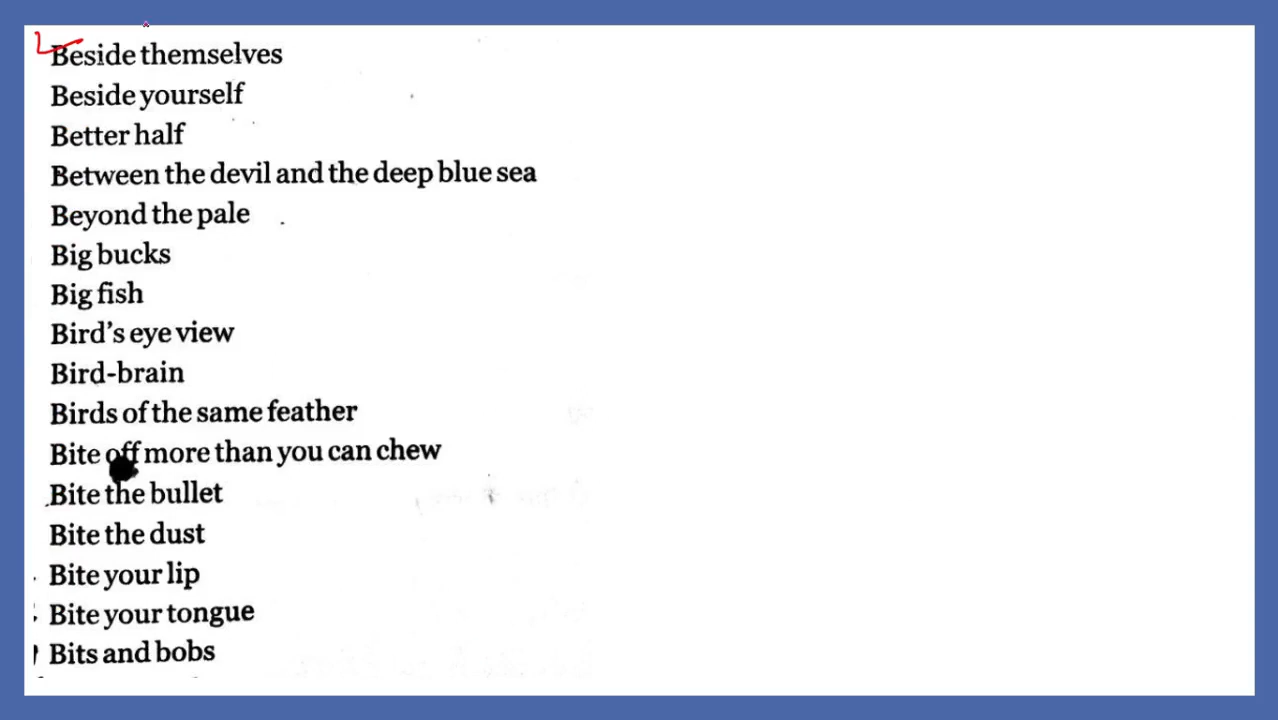 Beside themselves
Beside yourself
Better half
Between the devil and the deep blue sea
Beyond the pale
Big bucks
Big fish
Bird's eye view
Bird-brain
Birds of the same feather
Bite off more than you can chew
Bite the bullet
Bite the dust
Bite your lip
Bite your tongue
Bits and bobs